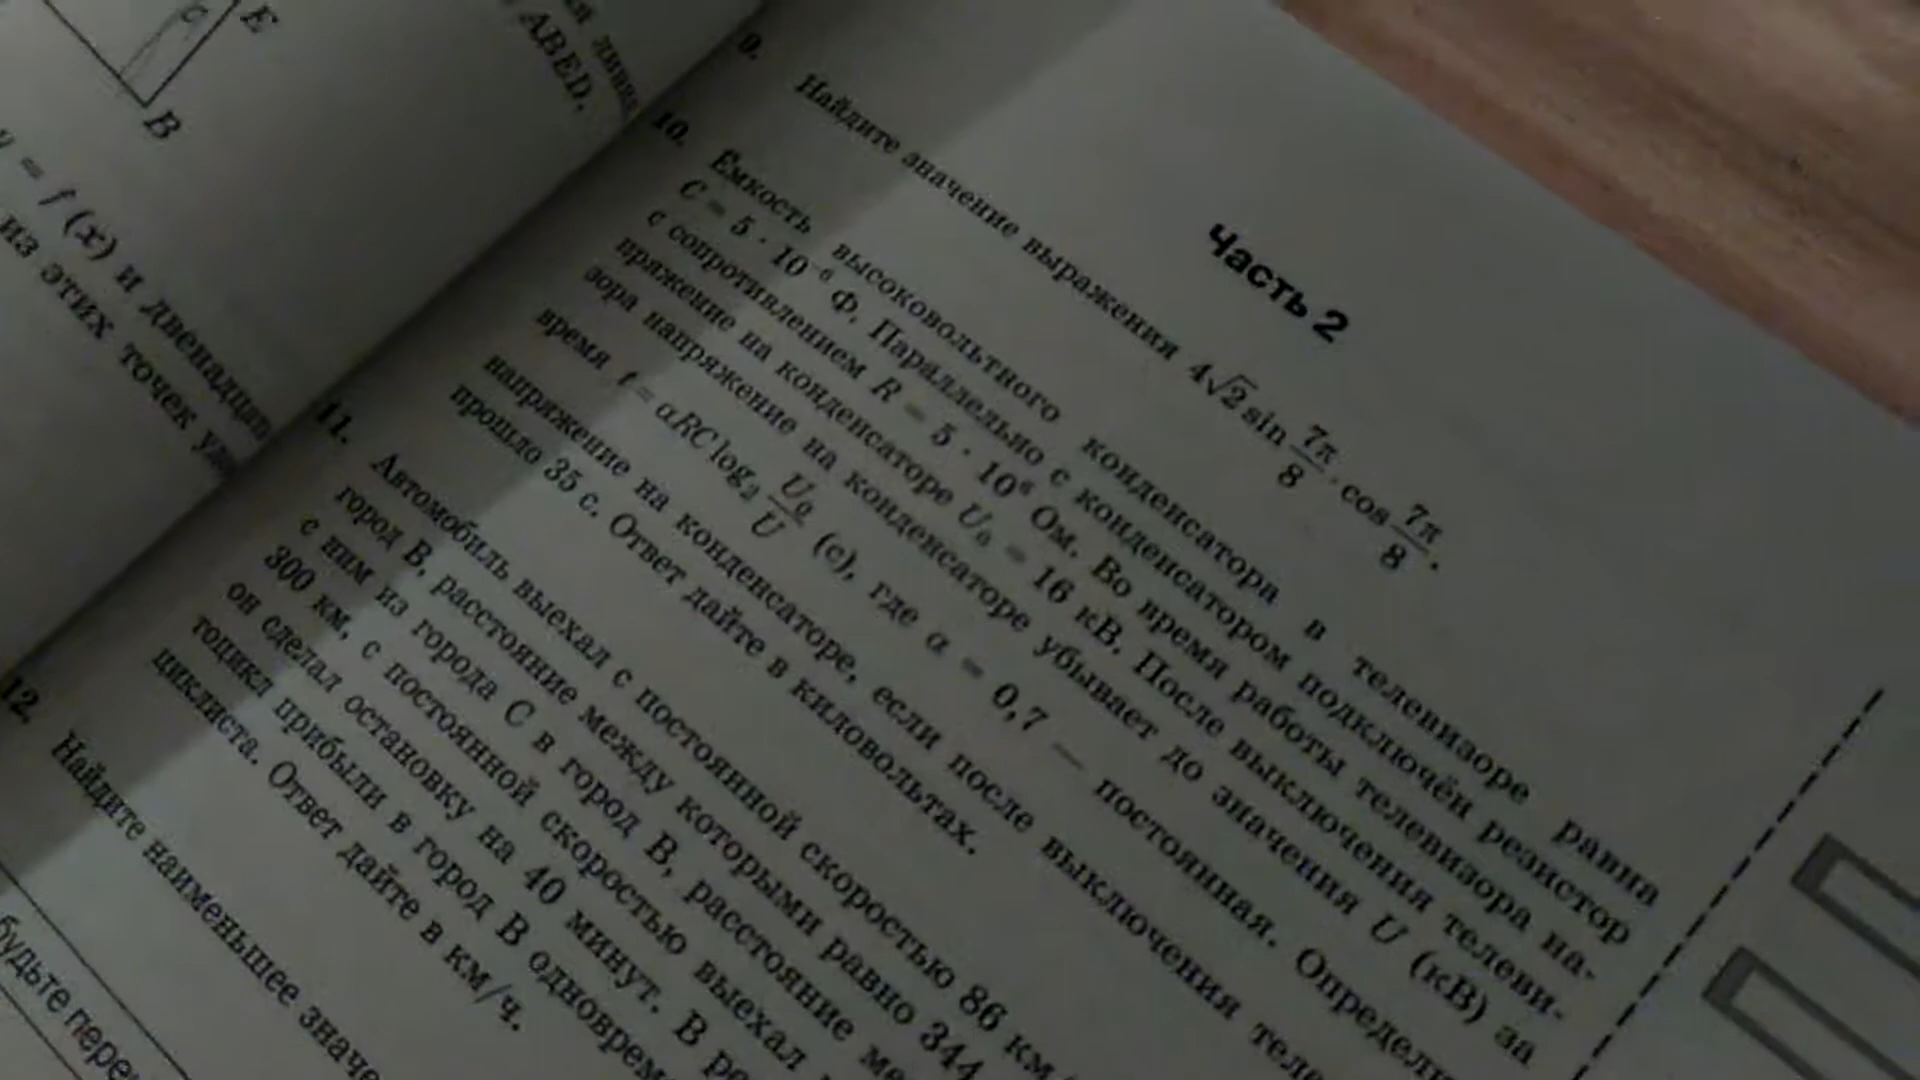 C
E
B
ABED.
y = f(x) и двенадцать
из этих точек
Часть 2
9. Найдите значение выражения 4√2 sin 7π/8 · cos 7π/8.
10. Ёмкость высоковольтного конденсатора в телевизоре равна
C = 5 · 10⁻⁶ Ф. Параллельно с конденсатором подключён резистор
с сопротивлением R = 5 · 10⁶ Ом. Во время работы телевизора на-
пряжение на конденсаторе U₀ = 16 кВ. После выключения телеви-
зора напряжение на конденсаторе убывает до значения U (кВ) за
время t = αRC log₂ U₀/U (с), где α = 0,7 — постоянная. Определи
напряжение на конденсаторе, если после выключения теле
прошло 35 с. Ответ дайте в киловольтах.
11. Автомобиль выехал с постоянной скоростью 86 км/
город В, расстояние между которыми равно 344
с ним из города С в город В, расстояние ме
300 км, с постоянной скоростью выехал
он сделал остановку на 40 минут. В ре
тоцикл прибыли в город В одноврем
циклиста. Ответ дайте в км/ч.
12. Найдите наименьшее значе
будьте пере